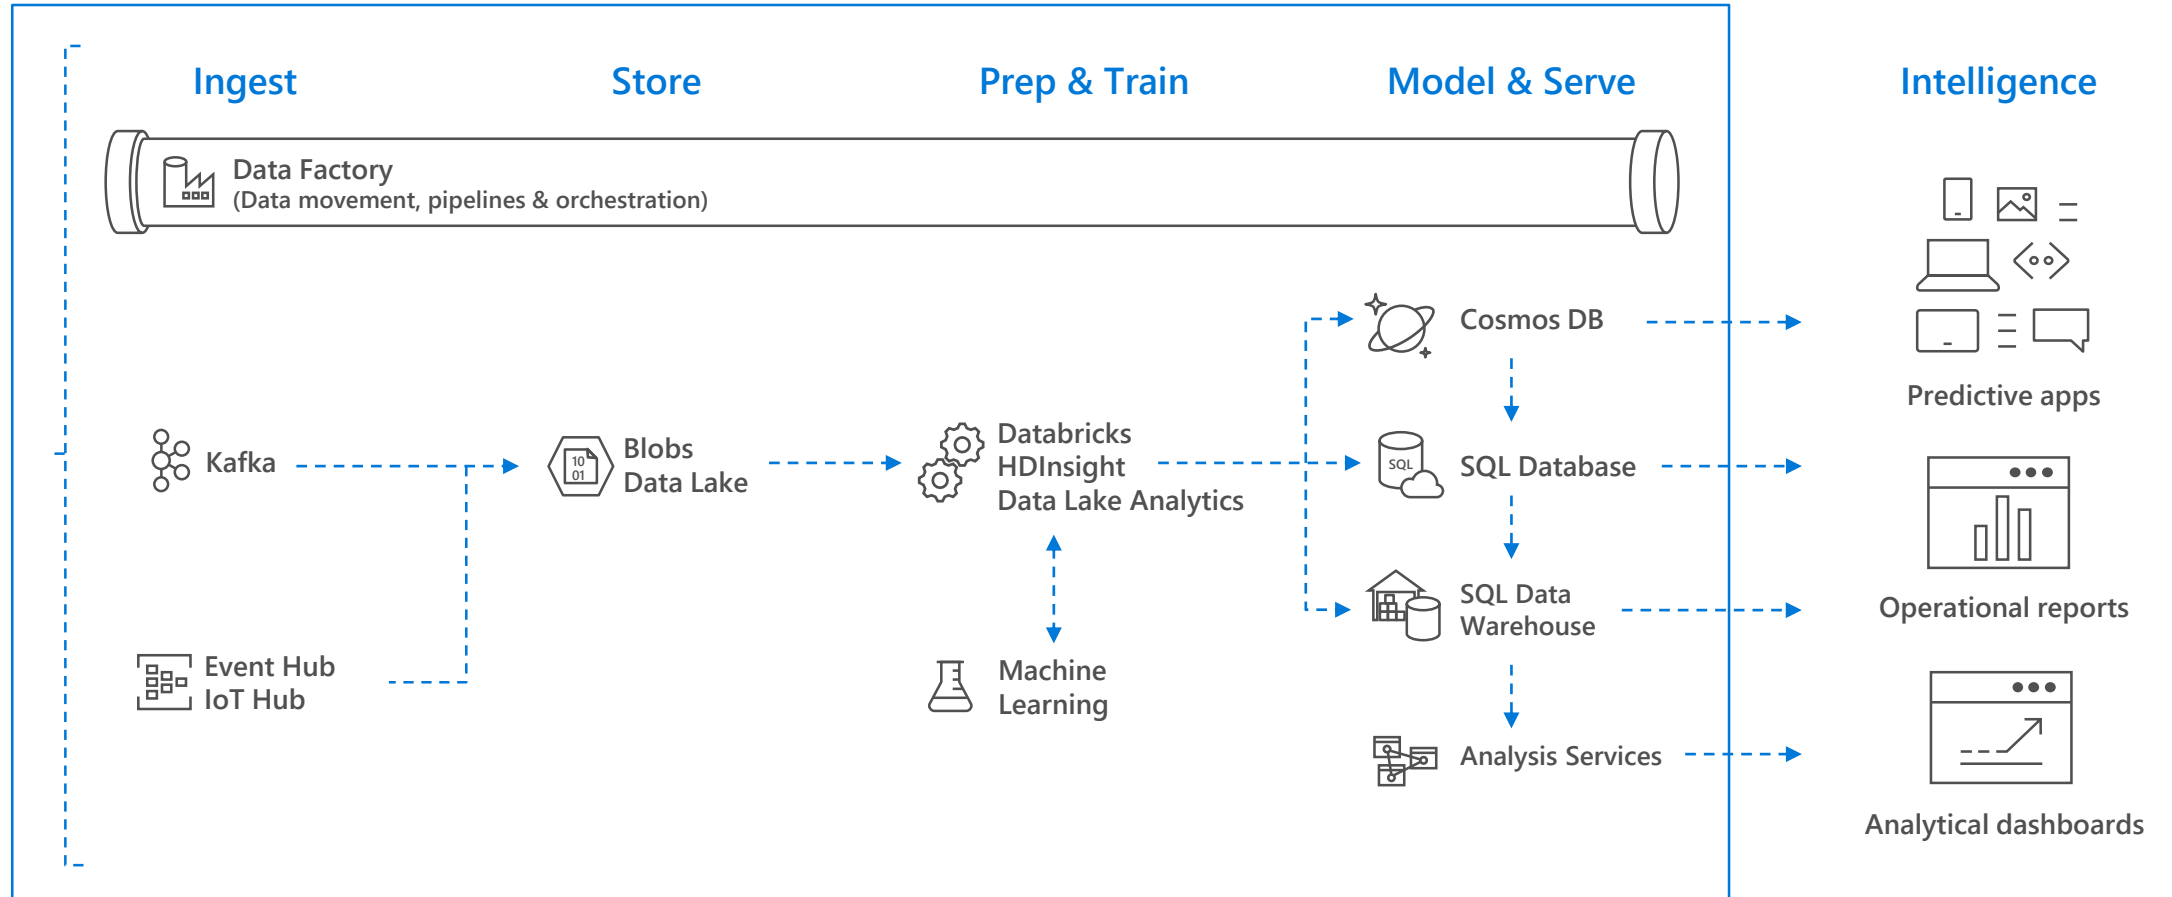 Ingest
Store
Prep & Train
Model & Serve
Intelligence
Data Factory
(Data movement, pipelines & orchestration)
Kafka
Event Hub
IoT Hub
10
01
Blobs
Data Lake
Databricks
HDInsight
Data Lake Analytics
Machine
Learning
Cosmos DB
SQL
SQL Database
SQL Data
Warehouse
Analysis Services
Predictive apps
Operational reports
Analytical dashboards